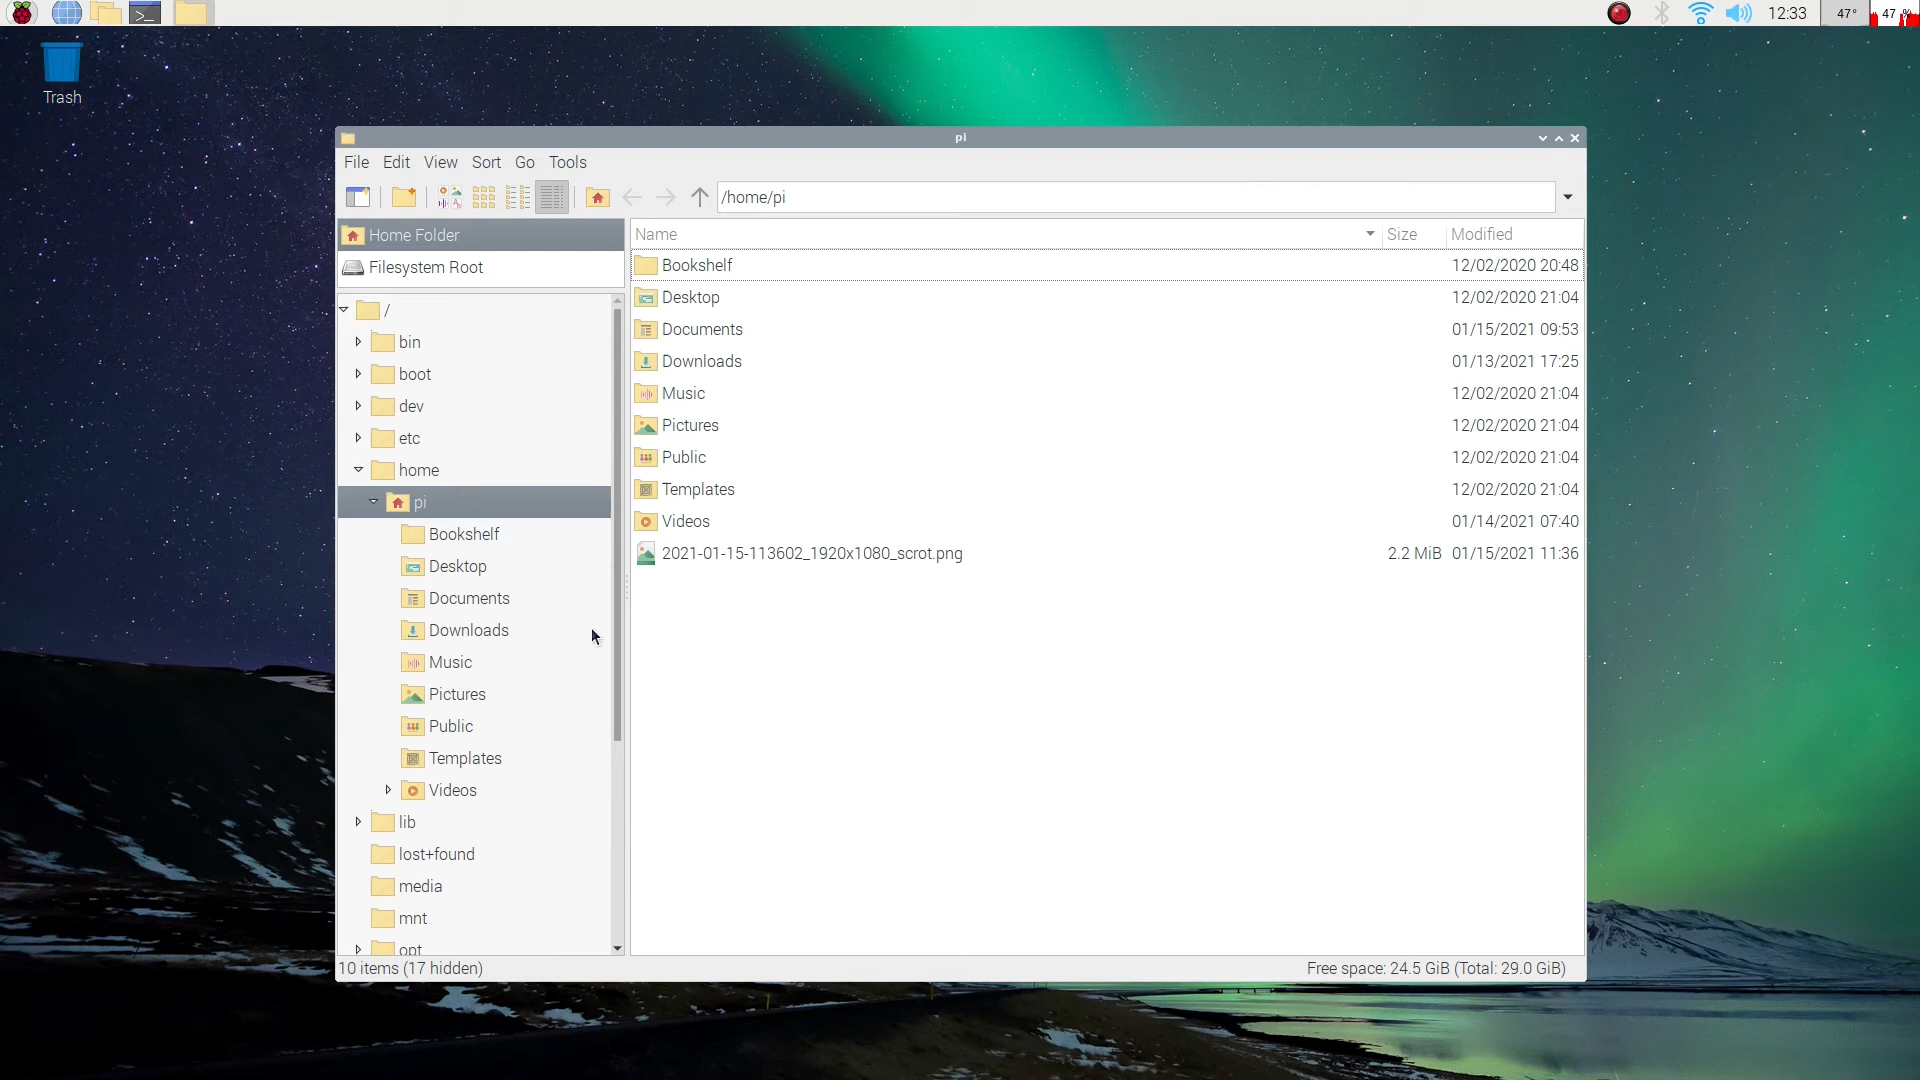 12:33
47°
47 %
Trash
pi
File Edit View Sort Go Tools
/home/pi
Home Folder
Filesystem Root
/
bin
boot
dev
etc
home
pi
Bookshelf
Desktop
Documents
Downloads
Music
Pictures
Public
Templates
Videos
lib
lost+found
media
mnt
opt
Name Size Modified
Bookshelf 12/02/2020 20:48
Desktop 12/02/2020 21:04
Documents 01/15/2021 09:53
Downloads 01/13/2021 17:25
Music 12/02/2020 21:04
Pictures 12/02/2020 21:04
Public 12/02/2020 21:04
Templates 12/02/2020 21:04
Videos 01/14/2021 07:40
2021-01-15-113602_1920x1080_scrot.png 2.2 MiB 01/15/2021 11:36
10 items (17 hidden)
Free space: 24.5 GiB (Total: 29.0 GiB)